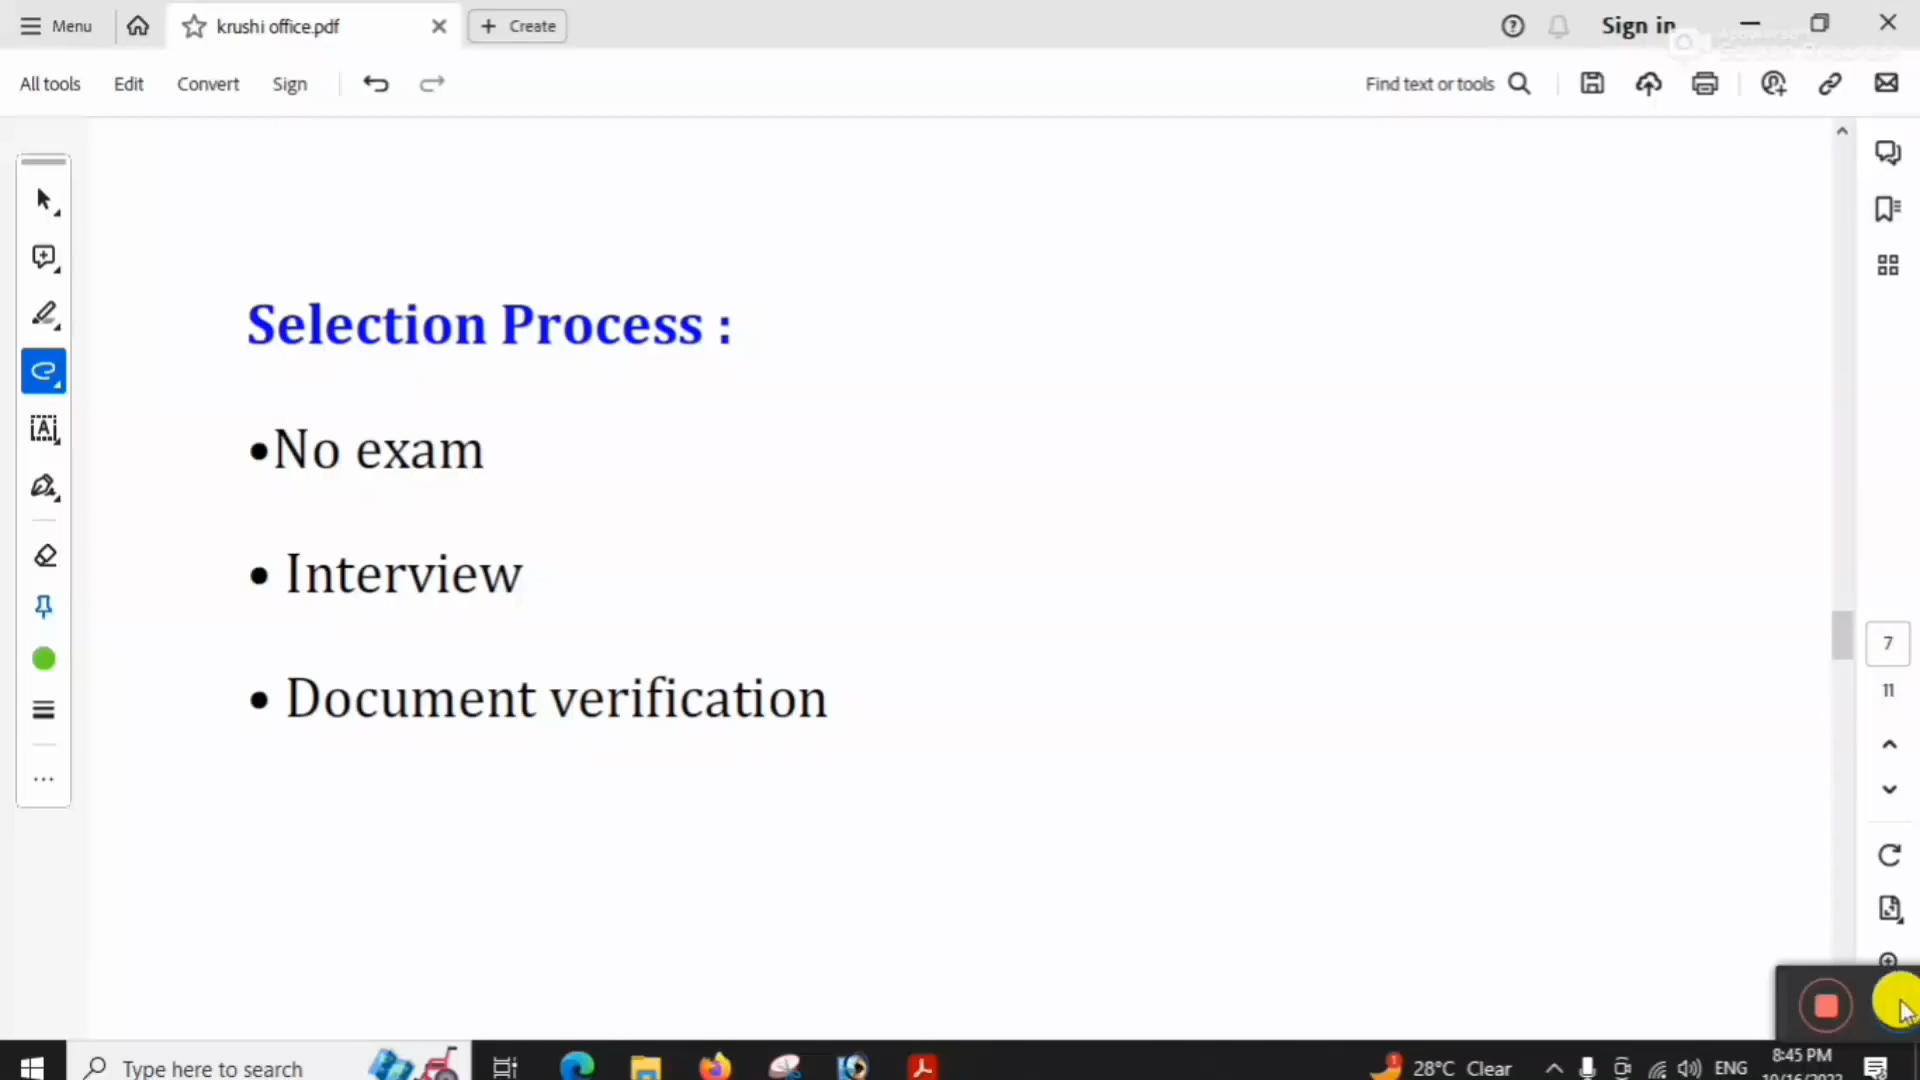 Menu krushi office.pdf Create Sign in
All tools Edit Convert Sign Find text or tools
Selection Process :
•No exam
• Interview
• Document verification
7
11
Type here to search 28°C Clear ENG 8:45 PM